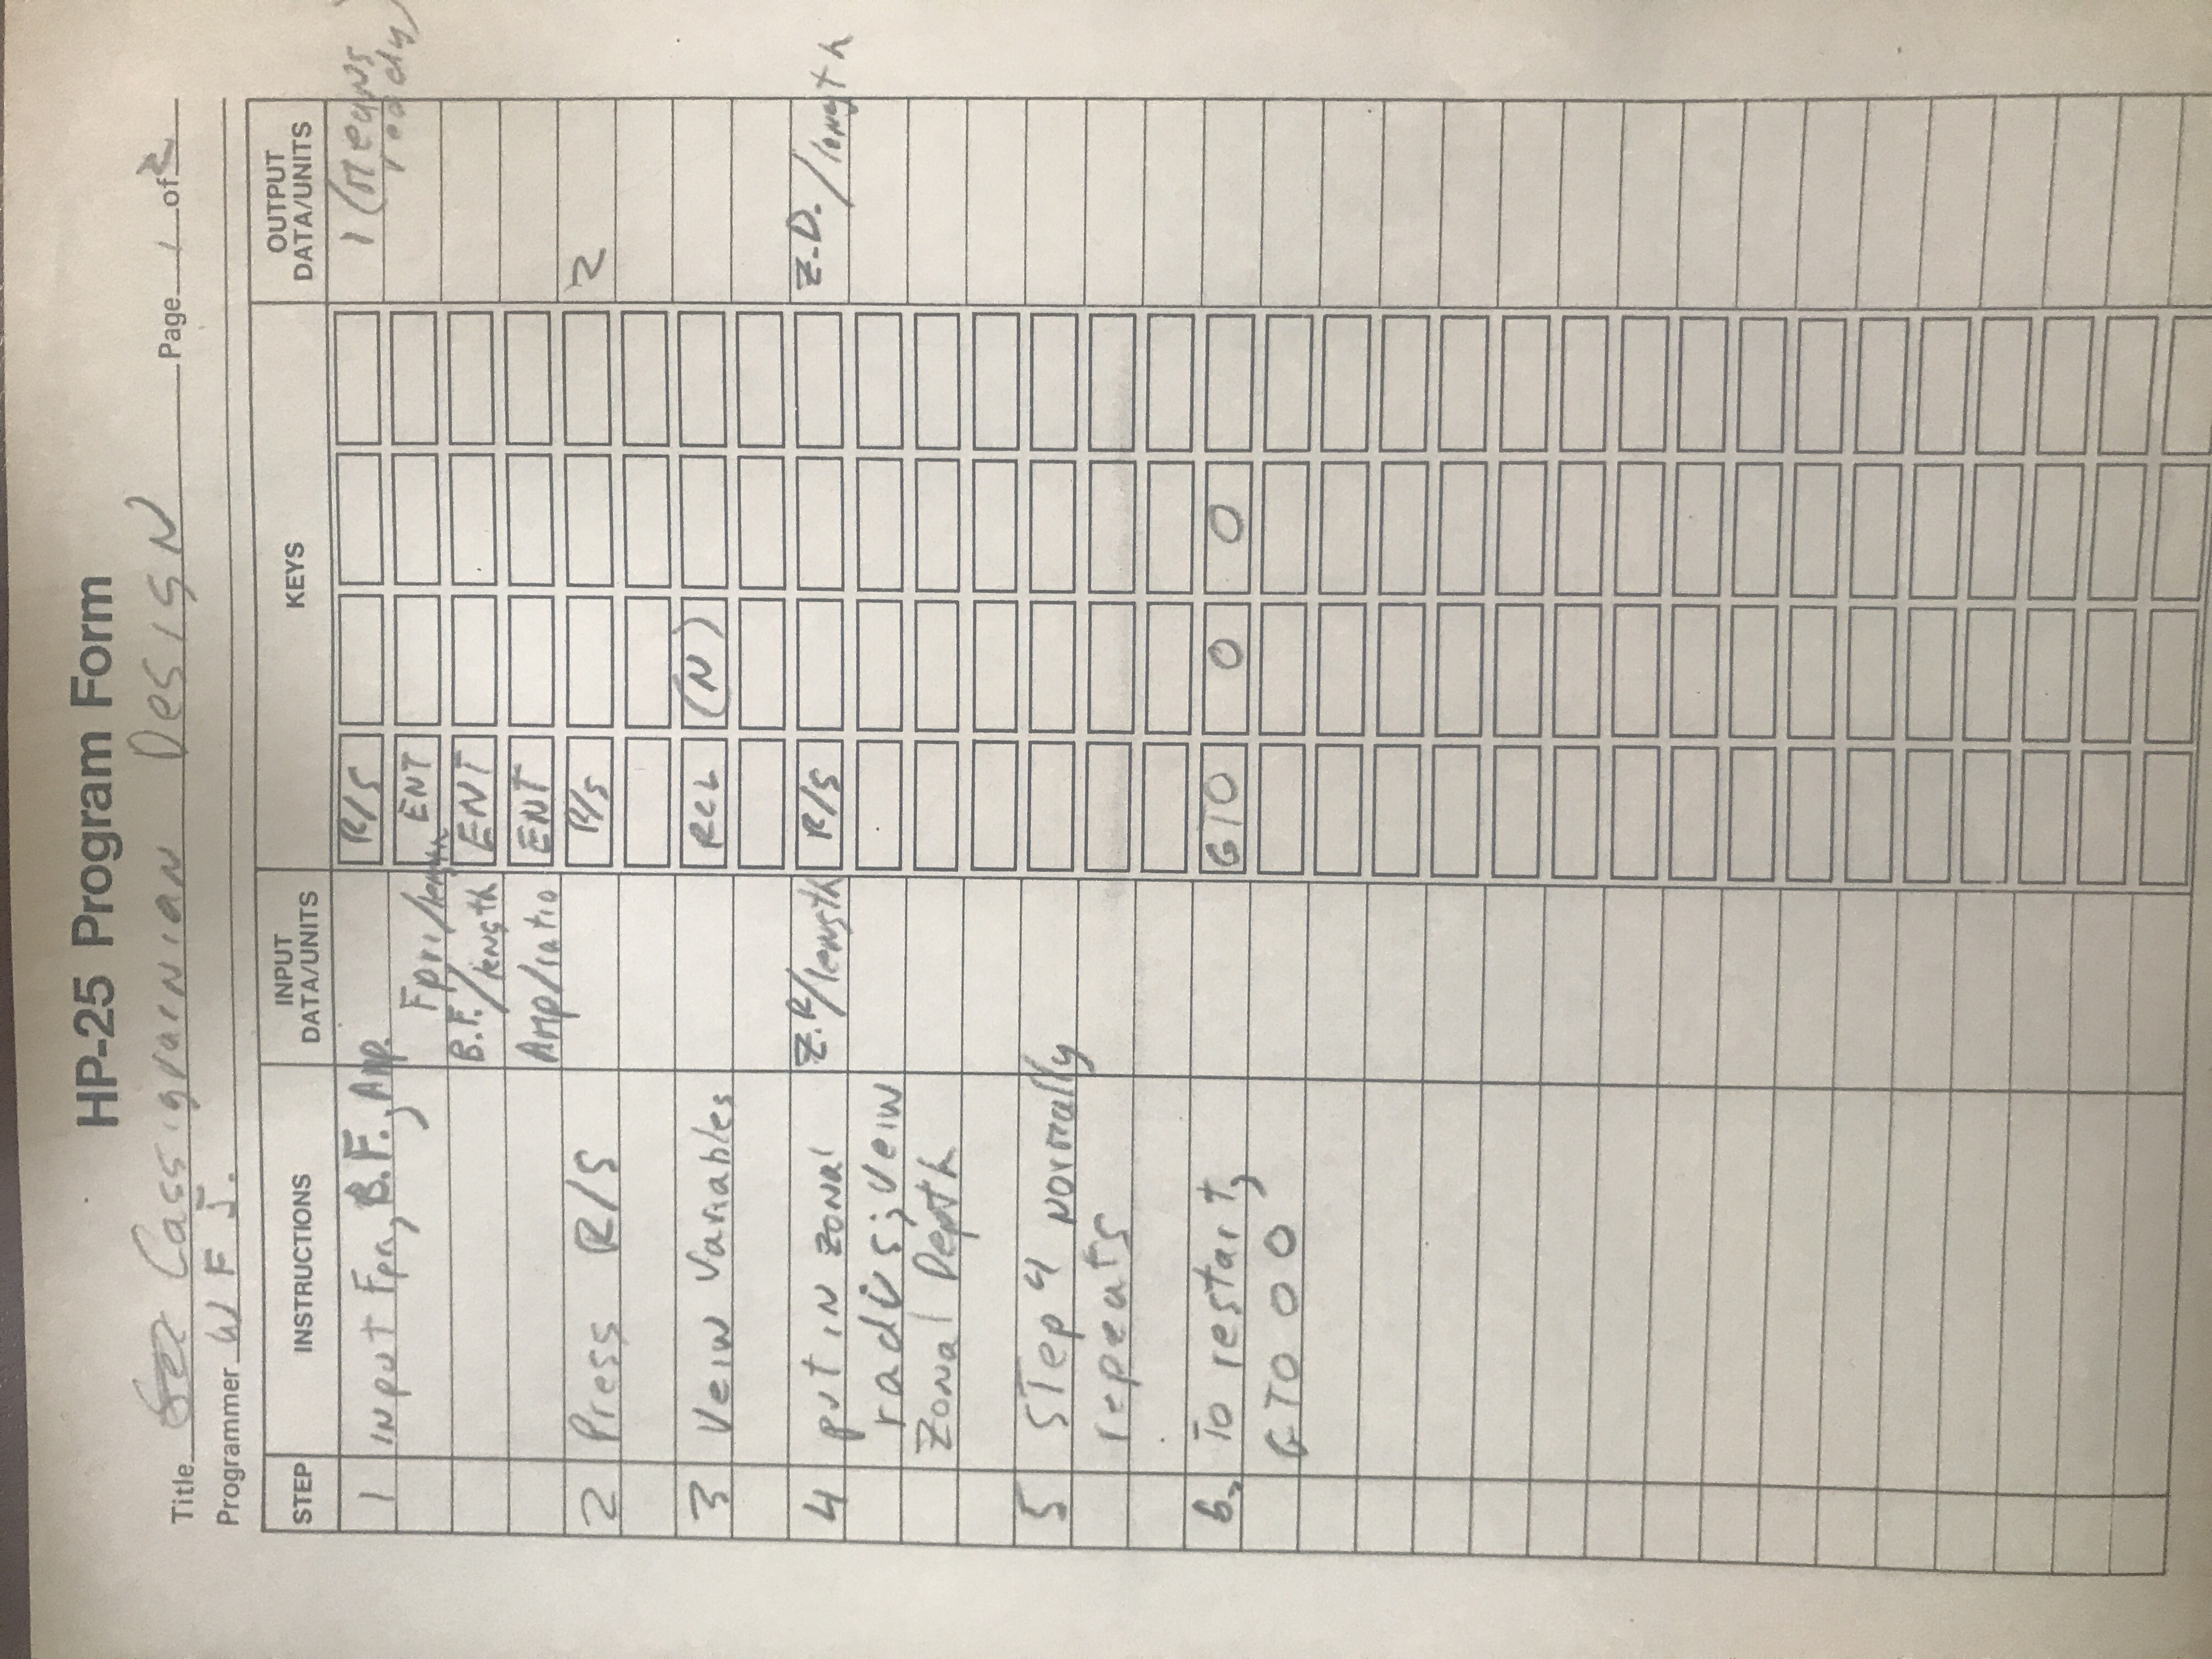 HP-25 Program Form
Title Cassigrainian Design Page 1 of 2
Programmer W F J.
STEP INSTRUCTIONS INPUT DATA/UNITS KEYS OUTPUT DATA/UNITS
1 Input Fpri, B.F., Amp. R/S 1 (Means ready)
Fpri/length ENT
B.F./length ENT
Amp/ratio ENT
2 Press R/S R/S 2
3 Veiw Variables RCL (N)
4 put in zonal Z.R/length R/S Z.D./length
radius; veiw
Zonal Depth
5 STep 4 normally
repeats
6. To restart, GTO 0 0
GTO 0 0